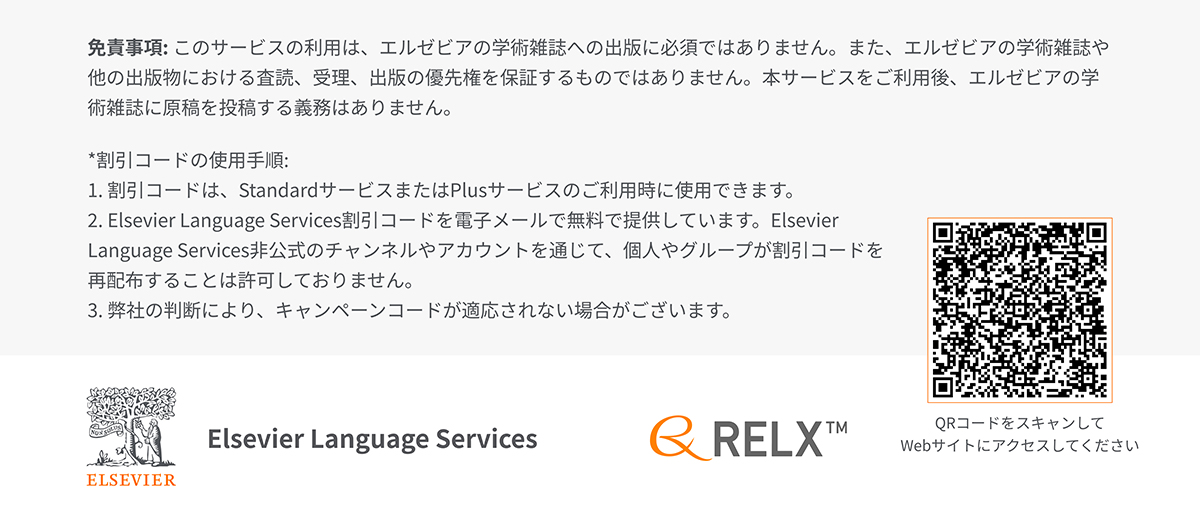 免責事項: このサービスの利用は、エルゼビアの学術雑誌への出版に必須ではありません。また、エルゼビアの学術雑誌や
他の出版物における査読、受理、出版の優先権を保証するものではありません。本サービスをご利用後、エルゼビアの学
術雑誌に原稿を投稿する義務はありません。
*割引コードの使用手順:
1. 割引コードは、StandardサービスまたはPlusサービスのご利用時に使用できます。
2. Elsevier Language Services割引コードを電子メールで無料で提供しています。Elsevier
Language Services非公式のチャンネルやアカウントを通じて、個人やグループが割引コードを
再配布することは許可しておりません。
3. 弊社の判断により、キャンペーンコードが適応されない場合がございます。
NON SOLUS
ELSEVIER
Elsevier Language Services
RELX™
QRコードをスキャンして
Webサイトにアクセスしてください